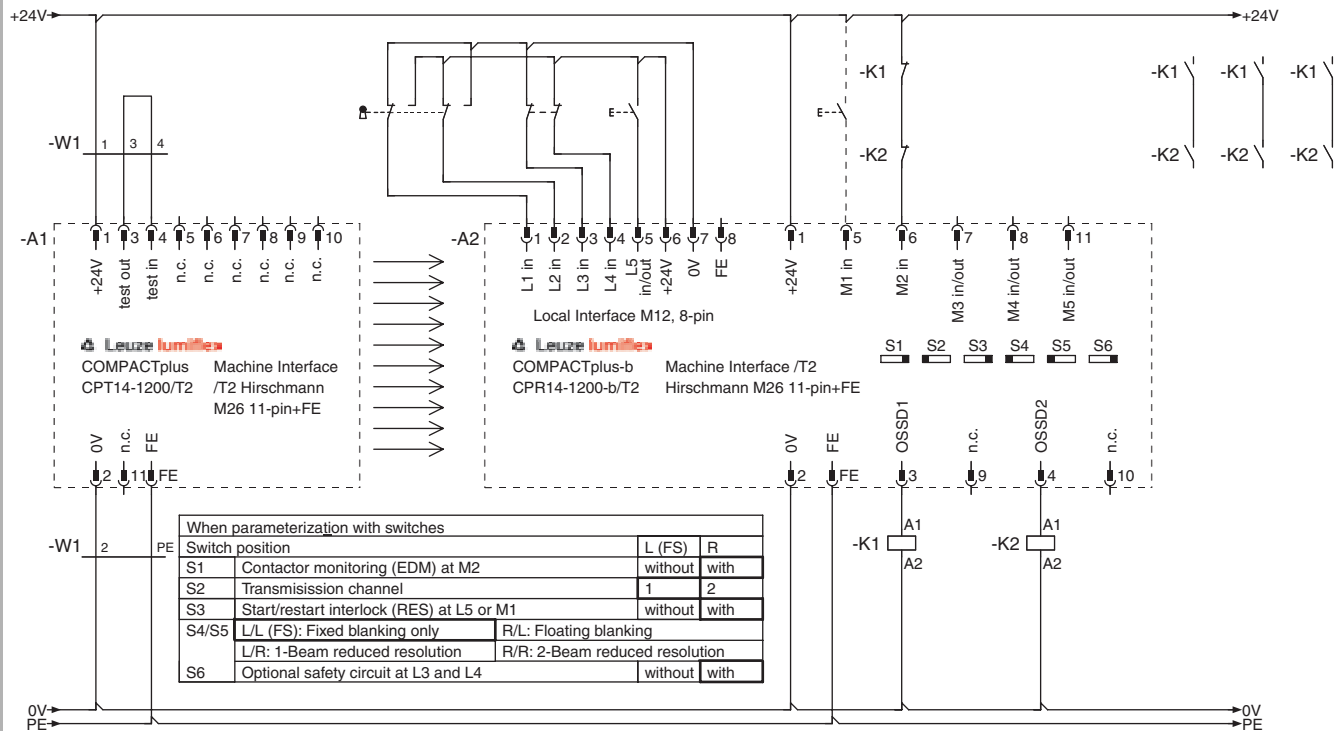 +24V +24V
-K1 -K1 -K1 -K1
E E
-W1 1 3 4
-K2 -K2 -K2 -K2
-A1 1 3 4 5 6 7 8 9 10
-A2 1 2 3 4 5 6 7 8 1 5 6 7 8 11
+24V
test out
test in
n.c.
n.c.
n.c.
n.c.
n.c.
n.c.
L1 in
L2 in
L3 in
L4 in
L5
in/out
+24V
0V
FE
+24V
M1 in
M2 in
M3 in/out
M4 in/out
M5 in/out
Local Interface M12, 8-pin
Leuze lumiflex
COMPACTplus Machine Interface
CPT14-1200/T2 /T2 Hirschmann
M26 11-pin+FE
Leuze lumiflex
COMPACTplus-b Machine Interface /T2
CPR14-1200-b/T2 Hirschmann M26 11-pin+FE
S1 S2 S3 S4 S5 S6
0V
n.c.
FE
0V
FE
OSSD1
n.c.
OSSD2
n.c.
2 11 FE
2 FE 3 9 4 10
-W1 2 PE
-K1 A1 A2
-K2 A1 A2
When parameterization with switches
Switch position L (FS) R
S1 Contactor monitoring (EDM) at M2 without with
S2 Transmisission channel 1 2
S3 Start/restart interlock (RES) at L5 or M1 without with
S4/S5 L/L (FS): Fixed blanking only R/L: Floating blanking
L/R: 1-Beam reduced resolution R/R: 2-Beam reduced resolution
S6 Optional safety circuit at L3 and L4 without with
0V 0V
PE PE